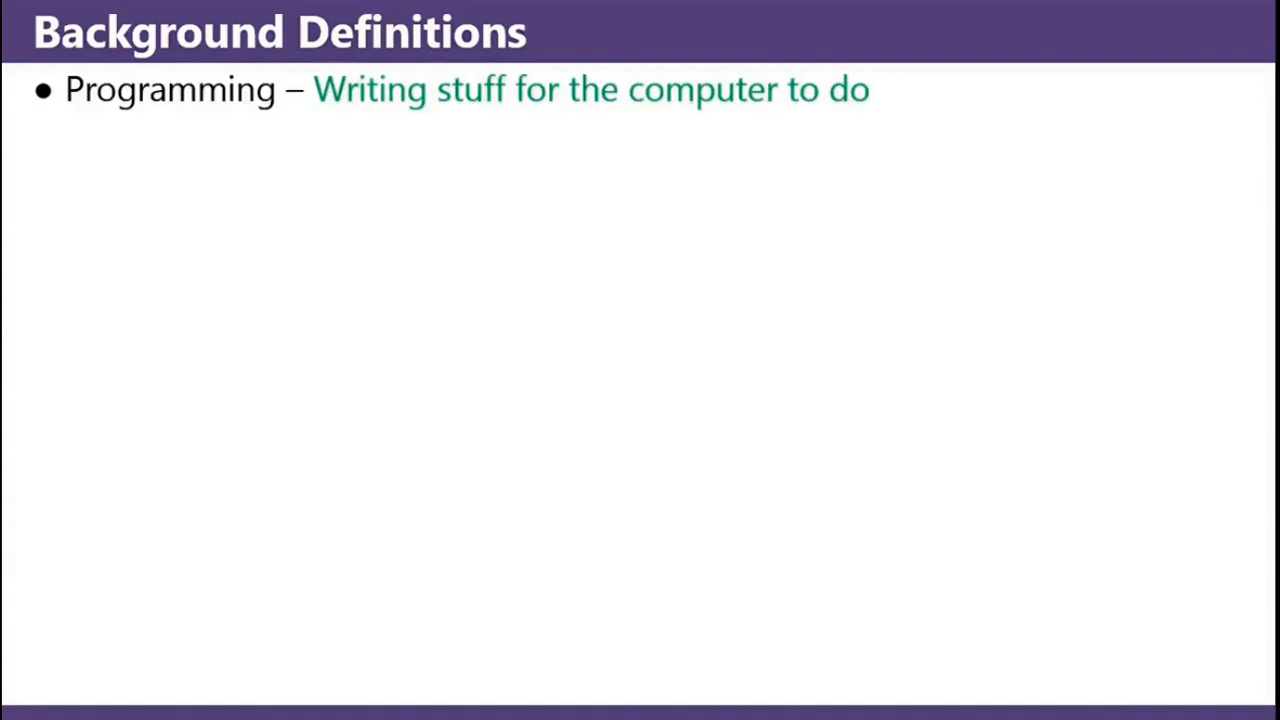 Background Definitions
● Programming – Writing stuff for the computer to do